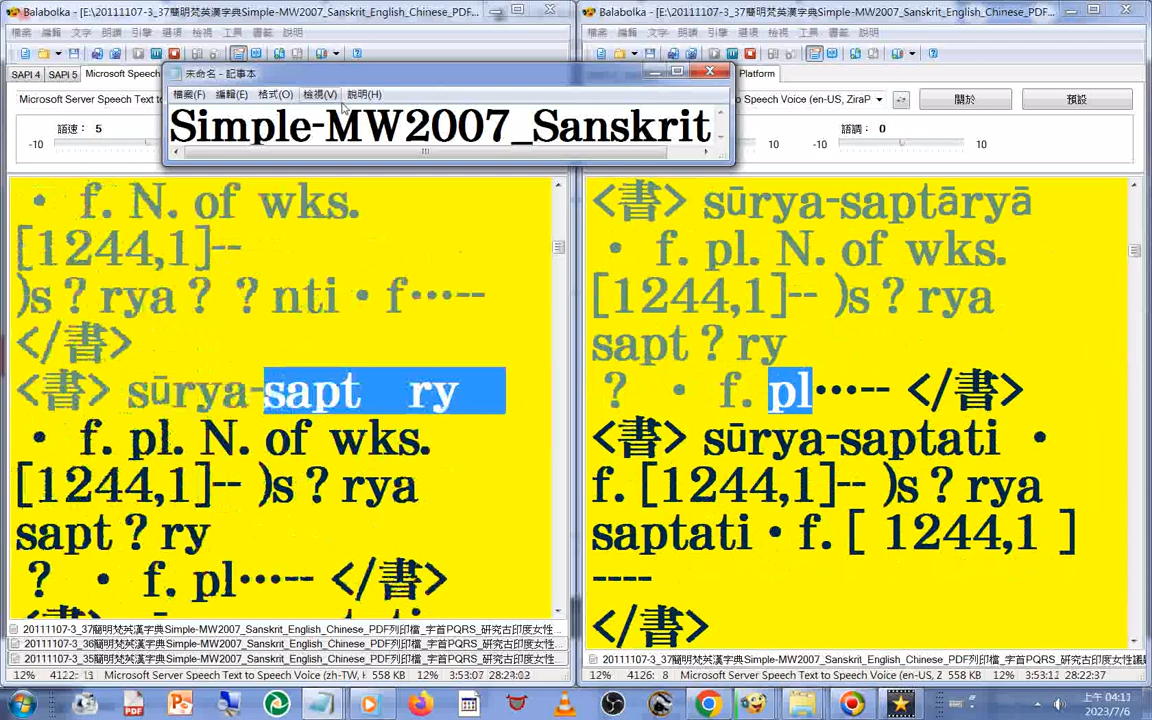 Balabolka - [E:\20111107-3_37簡明梵英漢字典Simple-MW2007_Sanskrit_English_Chinese_PDF...
檔案 編輯 文字 朗讀 引擎 選項 檢視 工具 書籤 說明
SAPI 4 SAPI 5 Microsoft Speech
Microsoft Server Speech Text to
語速： 5
-10
f. N. of wks.
[1244,1]--
)s？rya？ ？nti • f…--
</書>
<書> sūrya-sapt ry
• f. pl. N. of wks.
[1244,1]-- )s？rya
sapt？ry
• f. pl…-- </書>
20111107-3_37簡明梵英漢字典Simple-MW2007_Sanskrit_English_Chinese_PDF列印檔_字首PQRS_研究古印度女性...
20111107-3_36簡明梵英漢字典Simple-MW2007_Sanskrit_English_Chinese_PDF列印檔_字首PQRS_研究古印度女性...
20111107-3_35簡明梵英漢字典Simple-MW2007_Sanskrit_English_Chinese_PDF列印檔_字首PQRS_研究古印度女性...
12% Microsoft Server Speech Text to Speech Voice (zh-TW, H 558 KB 12% 3:53:07 28:24:02
未命名 - 記事本
檔案(F) 編輯(E) 格式(O) 檢視(V) 說明(H)
Simple-MW2007_Sanskrit
Balabolka - [E:\20111107-3_37簡明梵英漢字典Simple-MW2007_Sanskrit_English_Chinese_PDF...
檔案 編輯 文字 朗讀 引擎 選項 檢視 工具 書籤 說明
Platform
Speech Voice (en-US, ZiraP 關於 預設
語調： 0
10 -10 10
<書> sūrya-saptāryā
• f. pl. N. of wks.
[1244,1]-- )s？rya
sapt？ry
？ • f. pl…-- </書>
<書> sūrya-saptati •
f. [1244,1]-- )s？rya
saptati • f. [ 1244,1 ]
----
</書>
20111107-3_37簡明梵英漢字典Simple-MW2007_Sanskrit_English_Chinese_PDF列印檔_字首PQRS_研究古印度女性議
12% 4126: 8 Microsoft Server Speech Text to Speech Voice (en-US, Z 558 KB 12% 3:53:12 28:22:37
上午 04:11
2023/7/6